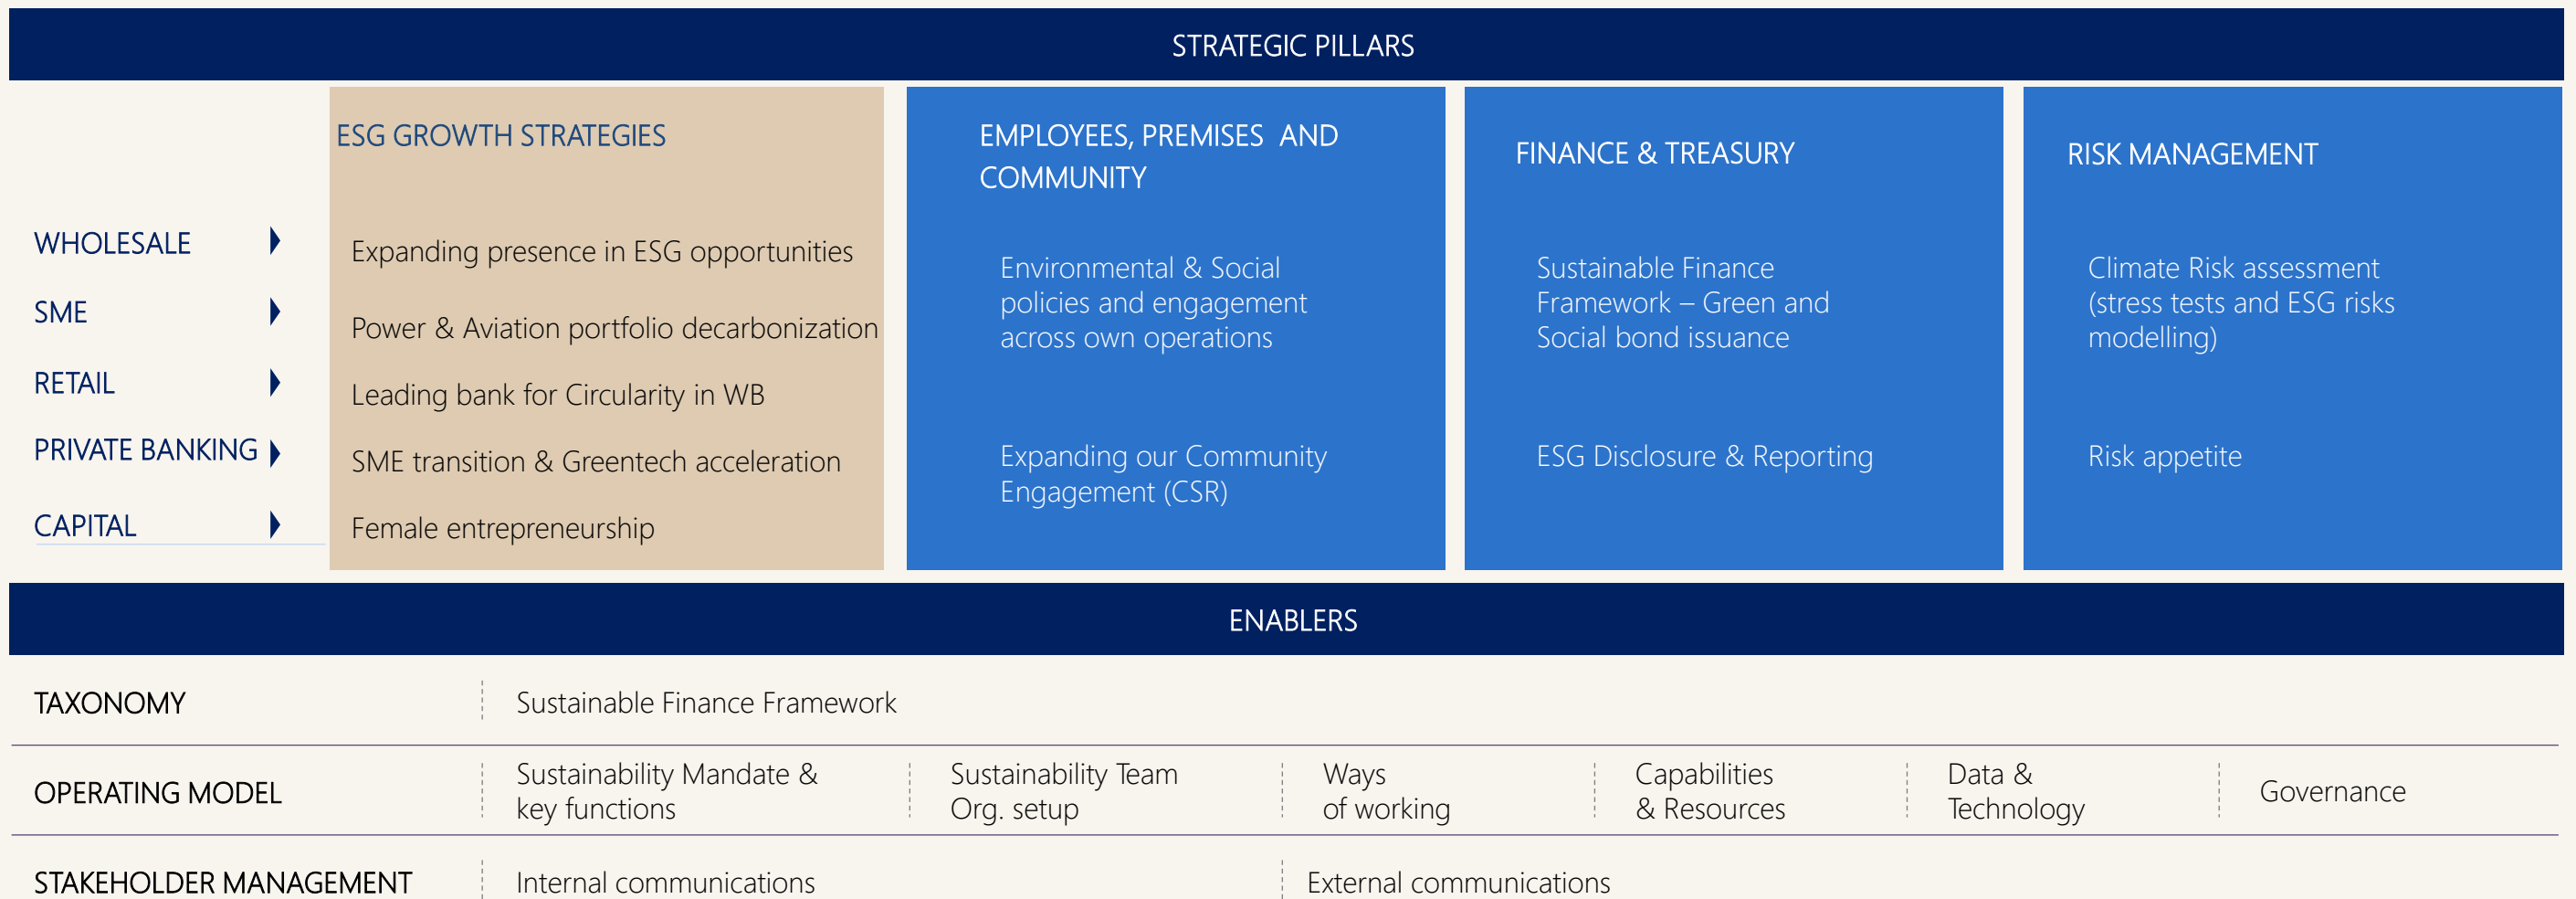 STRATEGIC PILLARS
WHOLESALE
SME
RETAIL
PRIVATE BANKING
CAPITAL
ESG GROWTH STRATEGIES
Expanding presence in ESG opportunities
Power & Aviation portfolio decarbonization
Leading bank for Circularity in WB
SME transition & Greentech acceleration
Female entrepreneurship
EMPLOYEES, PREMISES AND
COMMUNITY
Environmental & Social
policies and engagement
across own operations
Expanding our Community
Engagement (CSR)
FINANCE & TREASURY
Sustainable Finance
Framework – Green and
Social bond issuance
ESG Disclosure & Reporting
RISK MANAGEMENT
Climate Risk assessment
(stress tests and ESG risks
modelling)
Risk appetite
ENABLERS
TAXONOMY
Sustainable Finance Framework
OPERATING MODEL
Sustainability Mandate &
key functions
Sustainability Team
Org. setup
Ways
of working
Capabilities
& Resources
Data &
Technology
Governance
STAKEHOLDER MANAGEMENT
Internal communications
External communications